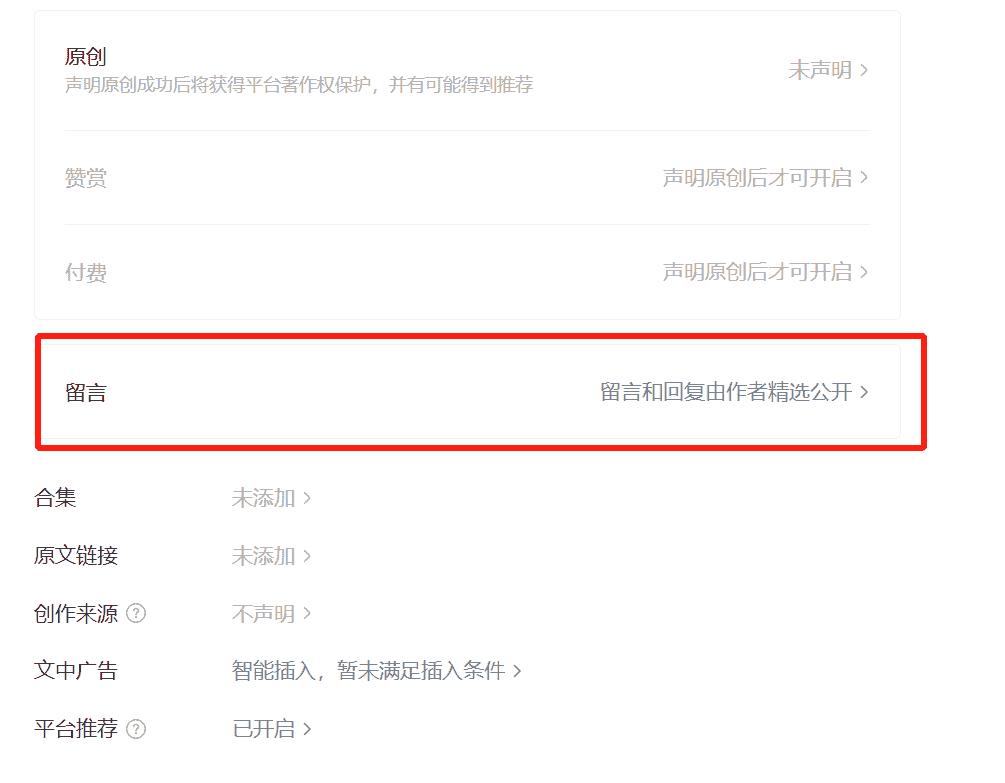 原创
声明原创成功后将获得平台著作权保护，并有可能得到推荐
未声明
赞赏 声明原创后才可开启
付费 声明原创后才可开启
留言 留言和回复由作者精选公开
合集 未添加
原文链接 未添加
创作来源 ? 不声明
文中广告 智能插入，暂未满足插入条件
平台推荐 ? 已开启